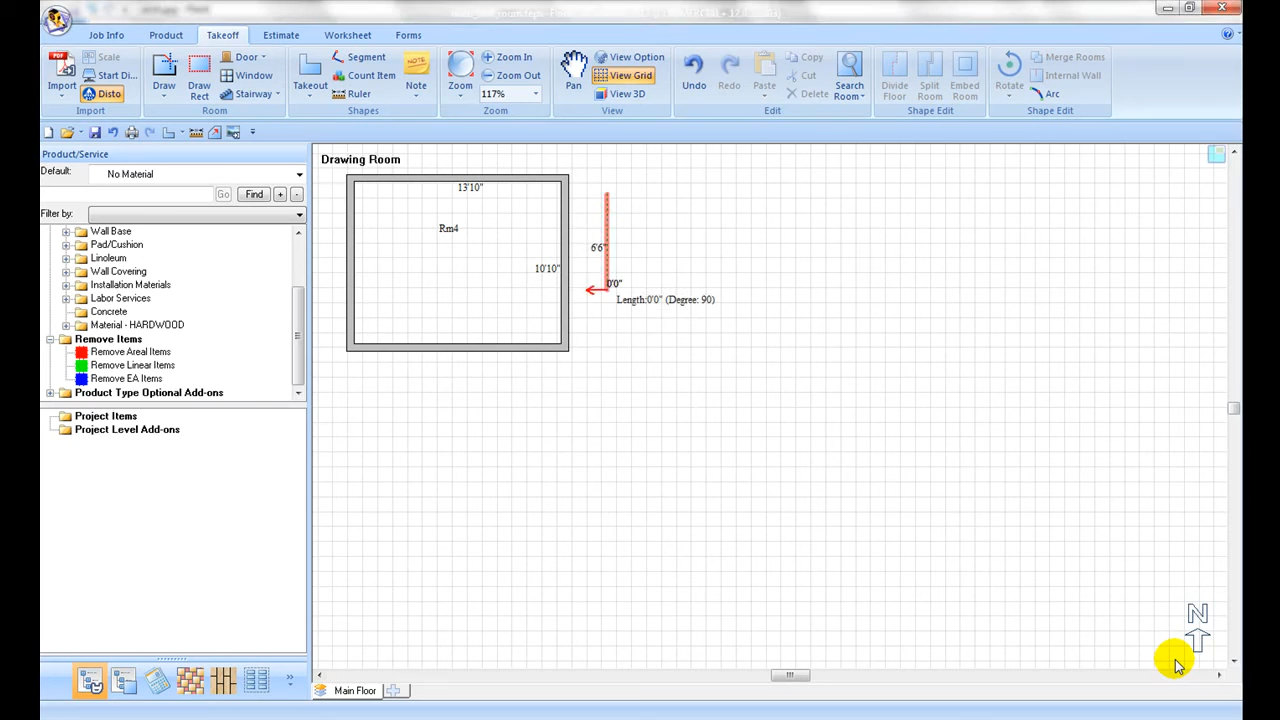 Job Info Product Takeoff Estimate Worksheet Forms
PDF Import Scale Start Di... Disto Import
Draw Draw Rect Door Window Stairway Room
Takeoff Segment Count Item Ruler NOTE Note Shapes
Zoom Zoom In Zoom Out 117% Zoom
Pan View Option View Grid View 3D View
Undo Redo Paste Copy Cut Delete Search Room Edit
Divide Floor Split Room Embed Room Shape Edit
Rotate Merge Rooms Internal Wall Arc Shape Edit
Product/Service
Default: No Material
Go Find + -
Filter by:
Wall Base
Pad/Cushion
Linoleum
Wall Covering
Installation Materials
Labor Services
Concrete
Material - HARDWOOD
Remove Items
Remove Areal Items
Remove Linear Items
Remove EA Items
Product Type Optional Add-ons
Project Items
Project Level Add-ons
Drawing Room
13'10"
Rm4
10'10"
6'6"
0'0"
Length:0'0" (Degree: 90)
N
Main Floor